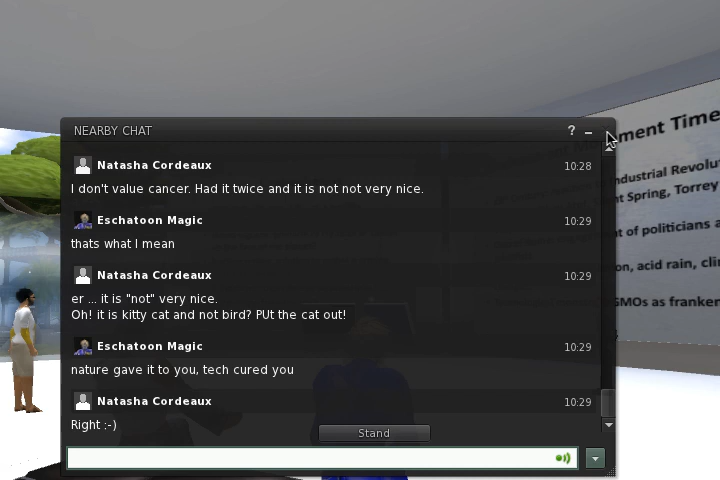 NEARBY CHAT
? –
Natasha Cordeaux 10:28
I don't value cancer. Had it twice and it is not not very nice.
Eschatoon Magic 10:29
thats what I mean
Natasha Cordeaux 10:29
er ... it is "not" very nice.
Oh! it is kitty cat and not bird? PUt the cat out!
Eschatoon Magic 10:29
nature gave it to you, tech cured you
Natasha Cordeaux 10:29
Right :-)
Stand
ment Time
ndustrial Revolu
nt Spring, Torrey
nt of politicians a
on, acid rain, clin
GMOs as franken